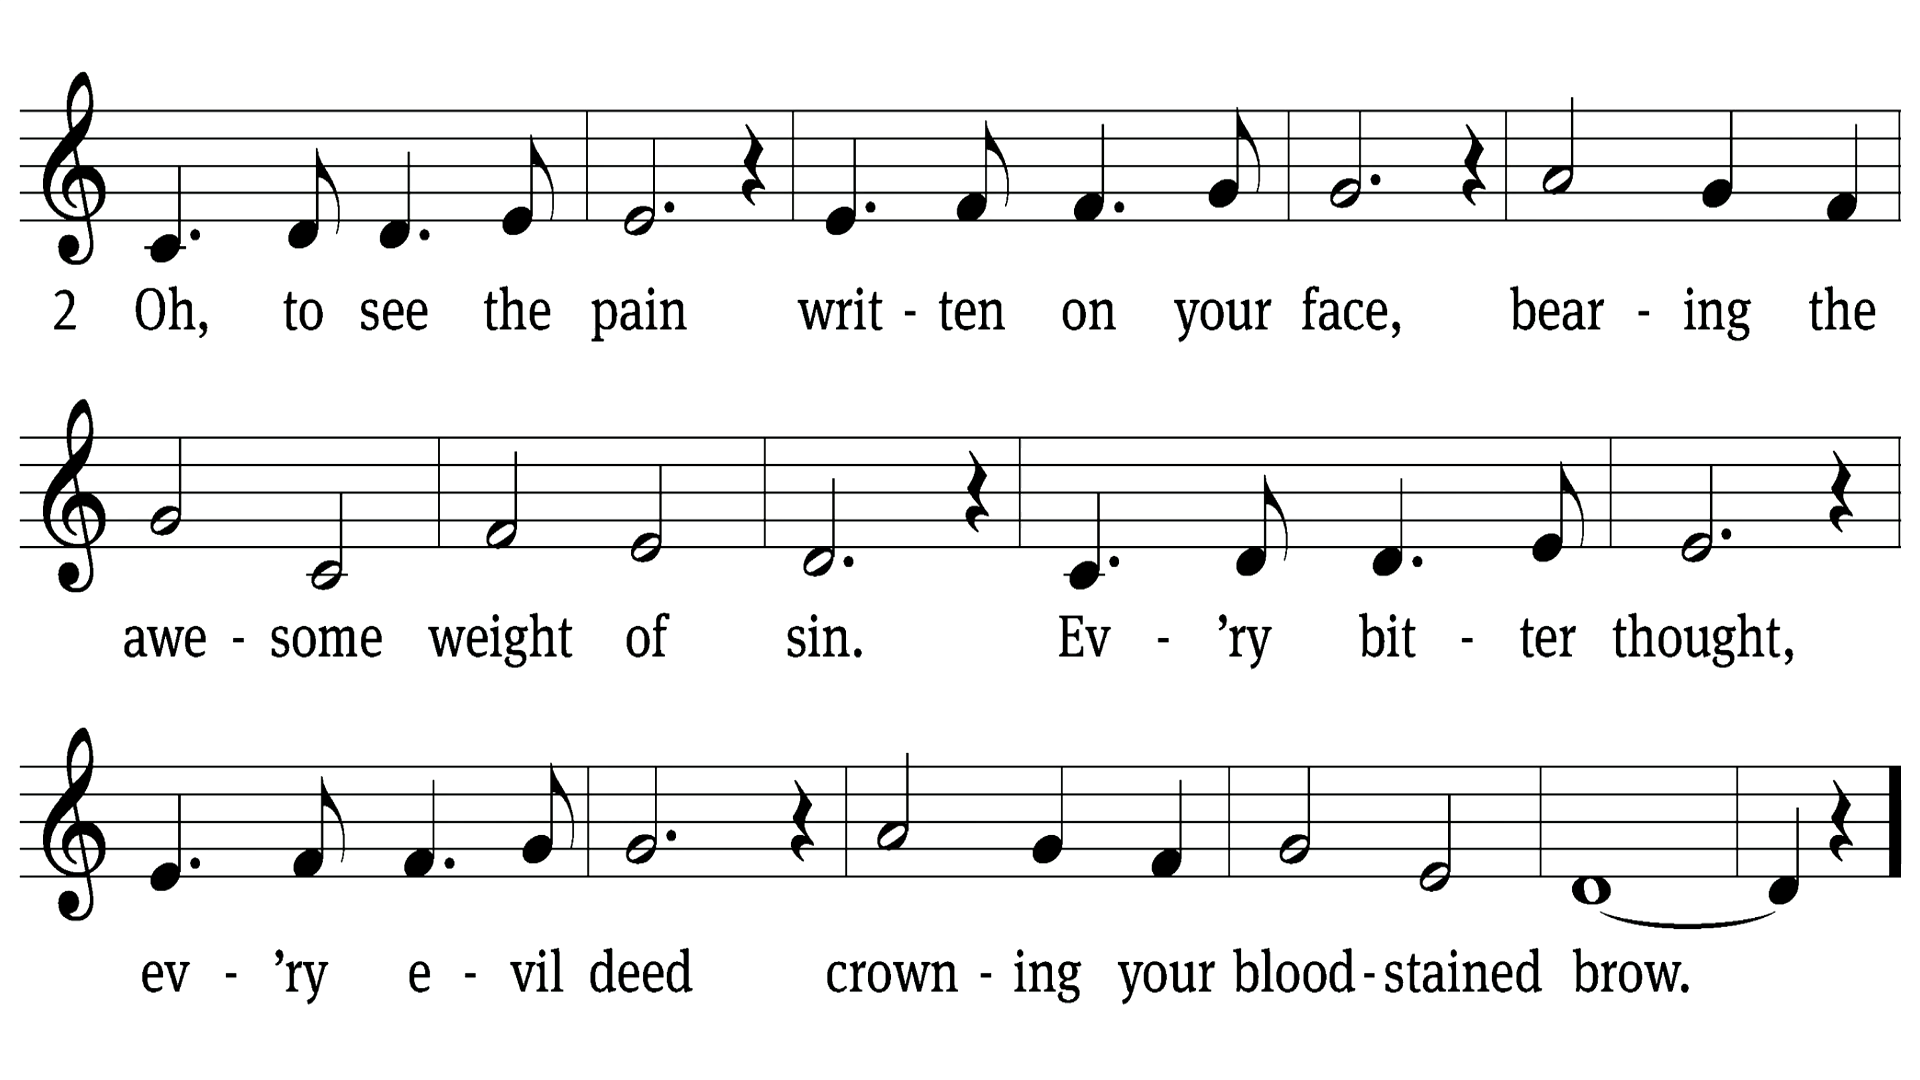 2 Oh, to see the pain writ - ten on your face, bear - ing the
awe - some weight of sin. Ev - ’ry bit - ter thought,
ev - ’ry e - vil deed crown - ing your blood - stained brow.